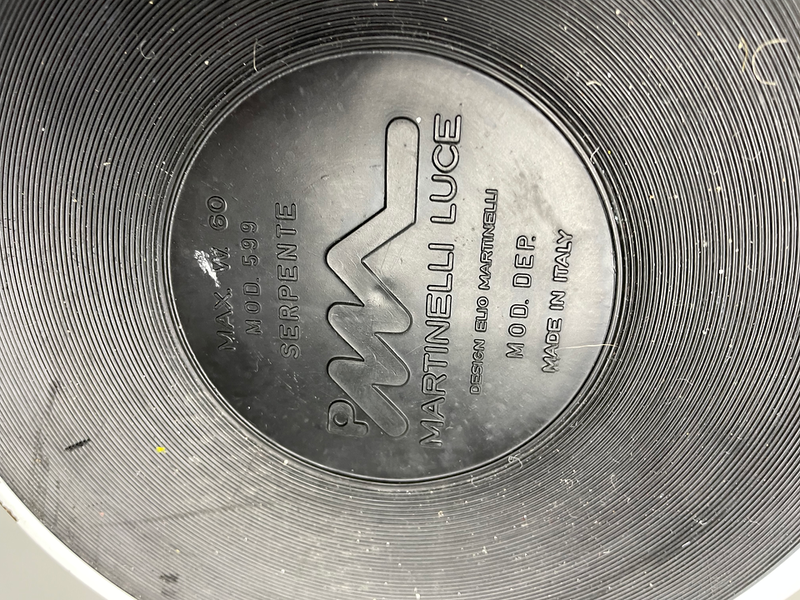 MAX. W. 60
MOD. 599
SERPENTE
P
MARTINELLI LUCE
DESIGN ELIO MARTINELLI
MOD. DEP.
MADE IN ITALY